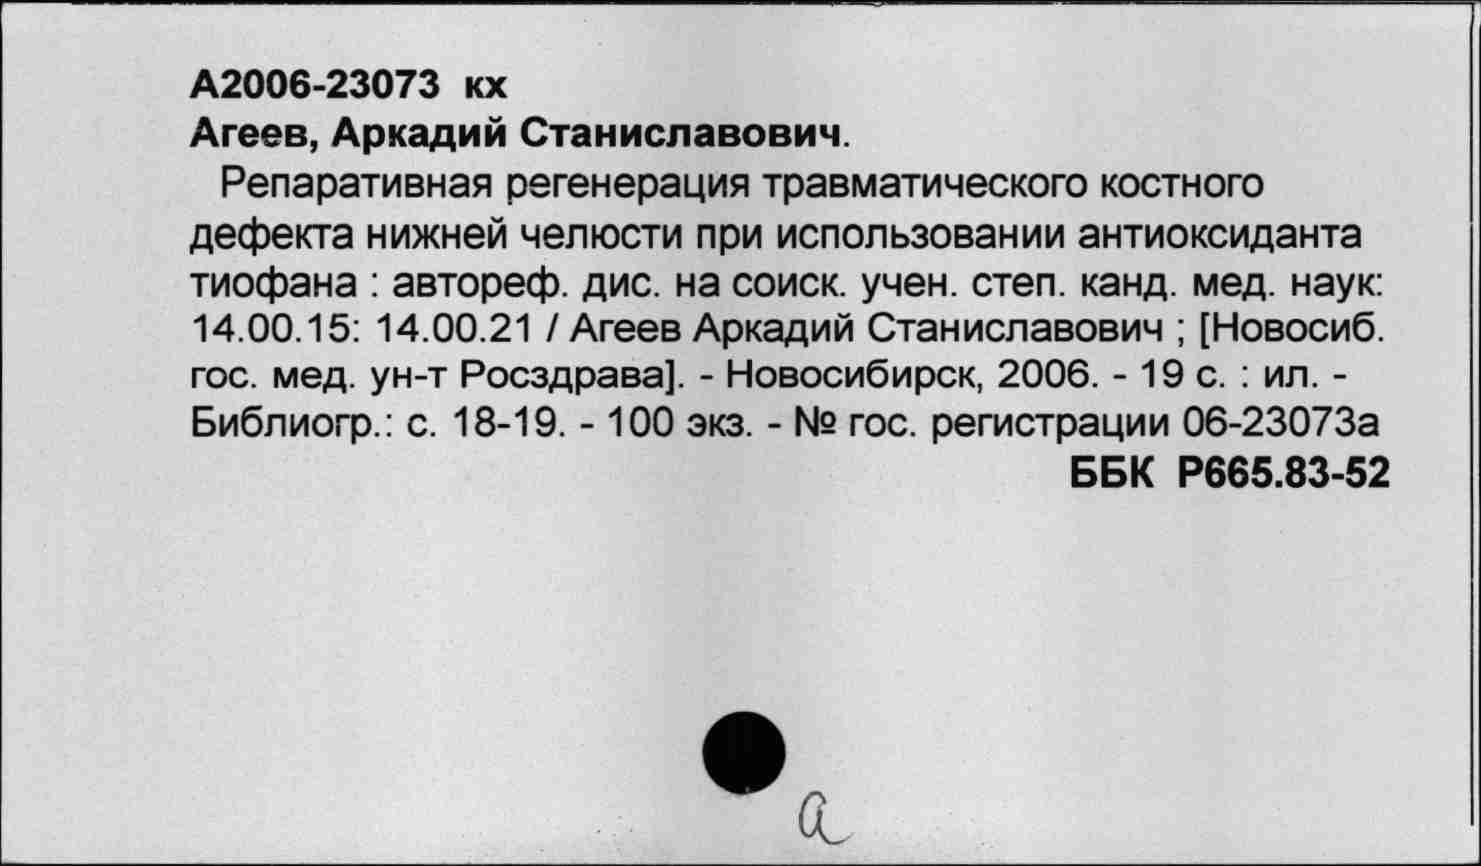 А2006-23073 кх
Агеев, Аркадий Станиславович.
Репаративная регенерация травматического костного
дефекта нижней челюсти при использовании антиоксиданта
тиофана : автореф. дис. на соиск. учен. степ. канд. мед. наук:
14.00.15: 14.00.21 / Агеев Аркадий Станиславович ; [Новосиб.
гос. мед. ун-т Росздрава]. - Новосибирск, 2006. - 19 с. : ил. -
Библиогр.: с. 18-19. - 100 экз. - № гос. регистрации 06-23073а
ББК Р665.83-52
а